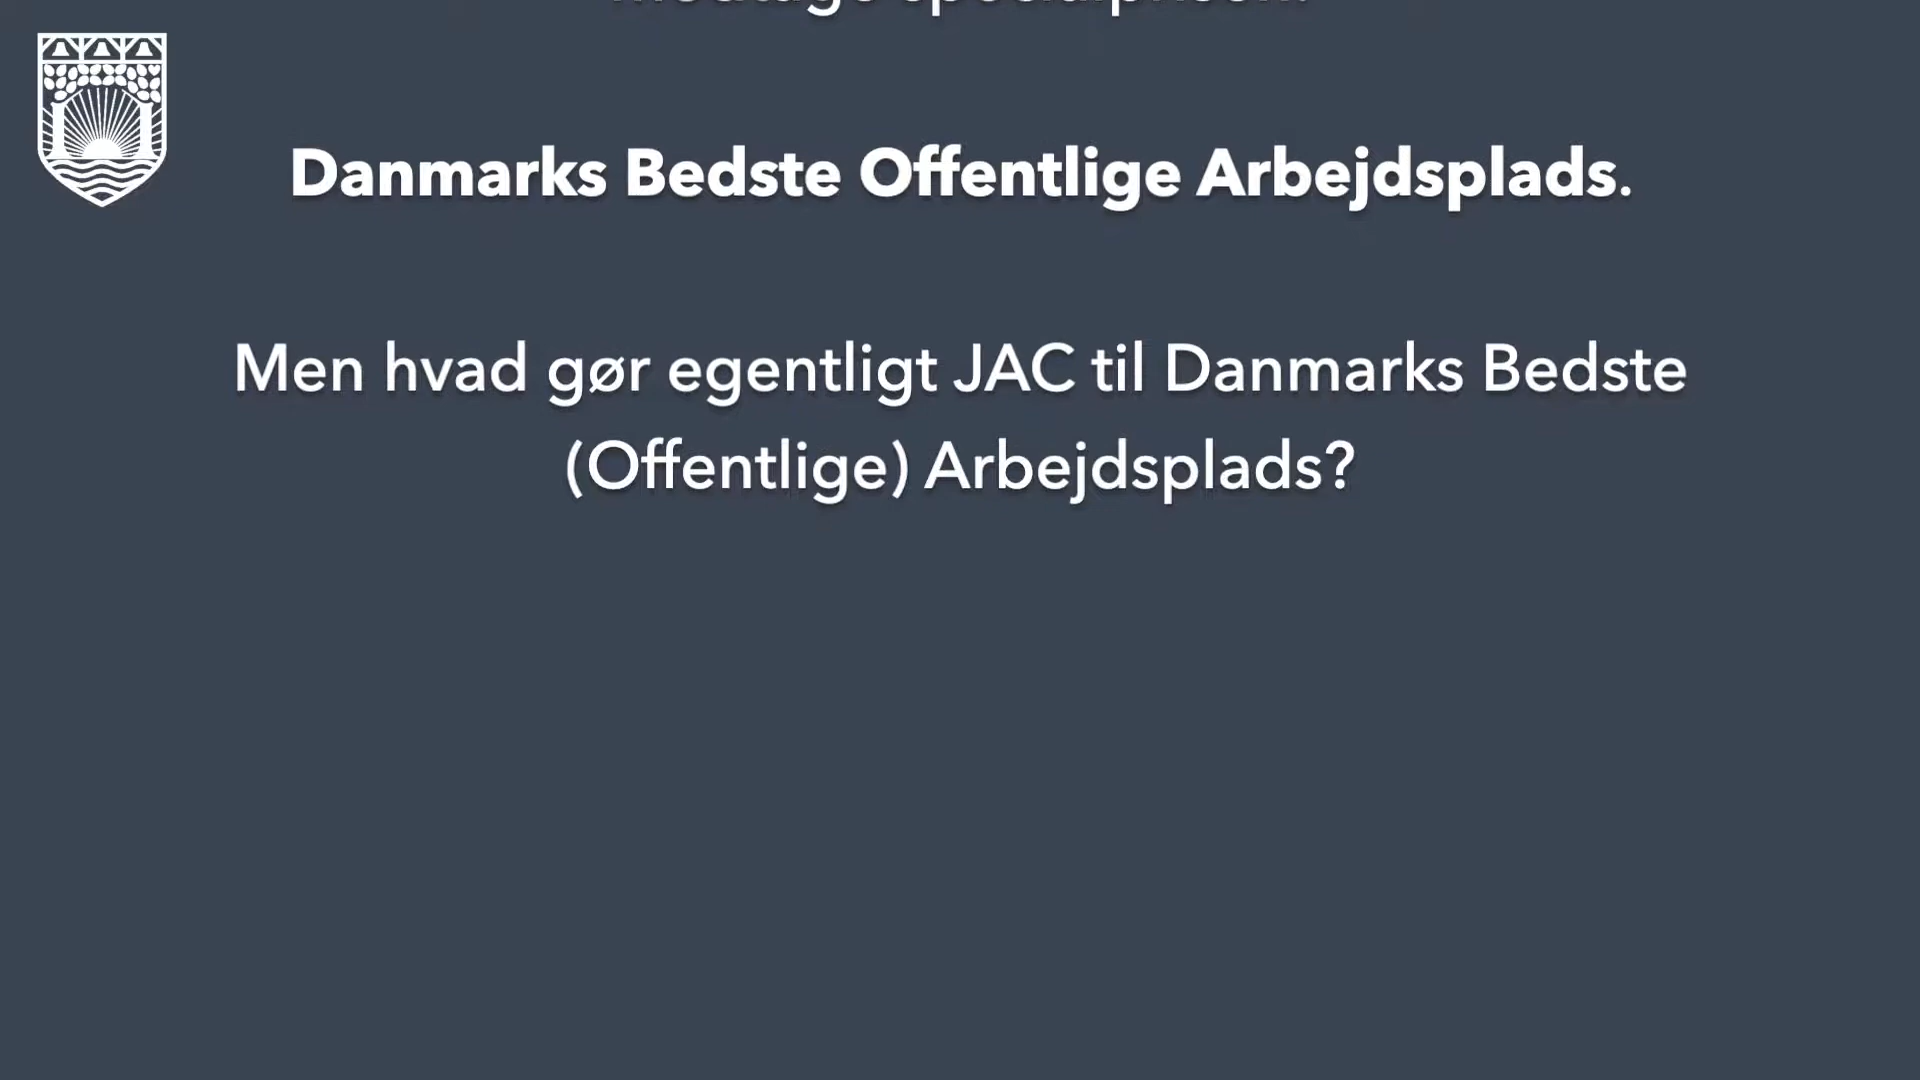 Danmarks Bedste Offentlige Arbejdsplads.
Men hvad gør egentligt JAC til Danmarks Bedste
(Offentlige) Arbejdsplads?